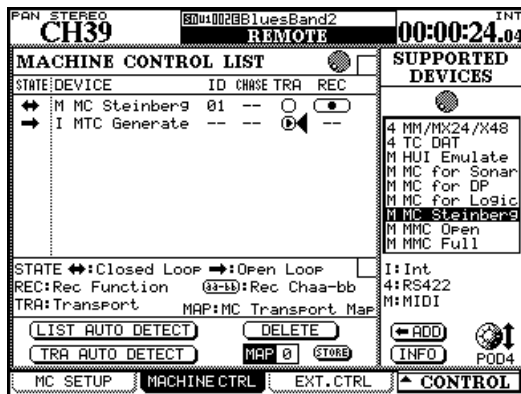 PAN STEREO
CH39
BluesBand2
REMOTE
INT
00:00:24.04
MACHINE CONTROL LIST
STATE DEVICE ID CHASE TRA REC
M MC Steinberg 01 --
I MTC Generate -- -- --
STATE ↔:Closed Loop ➡:Open Loop
REC:Rec Function aa-bb:Rec Chaa-bb
TRA:Transport MAP:MC Transport Map
LIST AUTO DETECT DELETE
TRA AUTO DETECT MAP 0 STORE
SUPPORTED
DEVICES
4 MM/MX24/X48
4 TC DAT
M HUI Emulate
M MC for Sonar
M MC for DP
M MC for Logic
M MC Steinberg
M MMC Open
M MMC Full
I:Int
4:RS422
M:MIDI
ADD
INFO POD4
MC SETUP MACHINE CTRL EXT.CTRL CONTROL